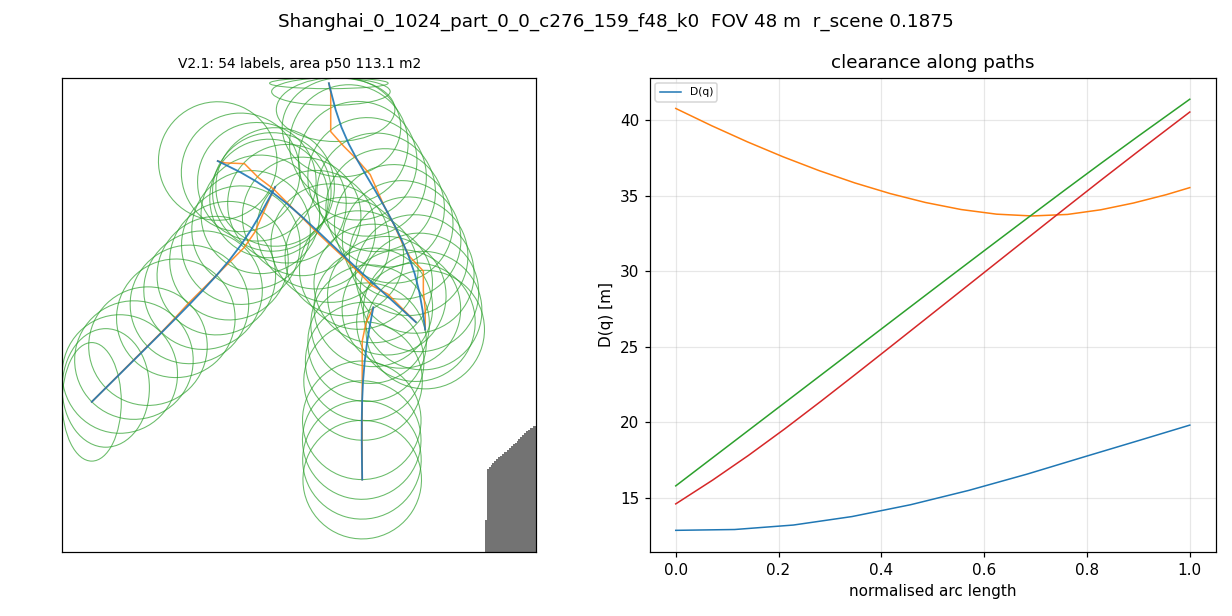 Shanghai_0_1024_part_0_0_c276_159_f48_k0  FOV 48 m  r_scene 0.1875
V2.1: 54 labels, area p50 113.1 m2
clearance along paths
D(q)
40
35
30
25
20
15
D(q) [m]
0.0 0.2 0.4 0.6 0.8 1.0
normalised arc length